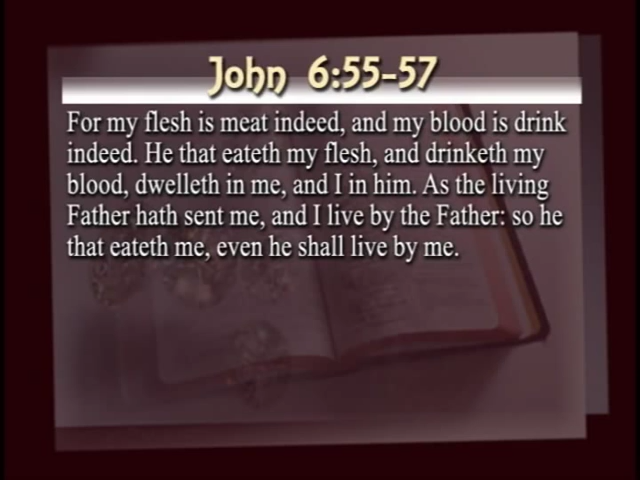 John 6:55-57
For my flesh is meat indeed, and my blood is drink
indeed. He that eateth my flesh, and drinketh my
blood, dwelleth in me, and I in him. As the living
Father hath sent me, and I live by the Father: so he
that eateth me, even he shall live by me.